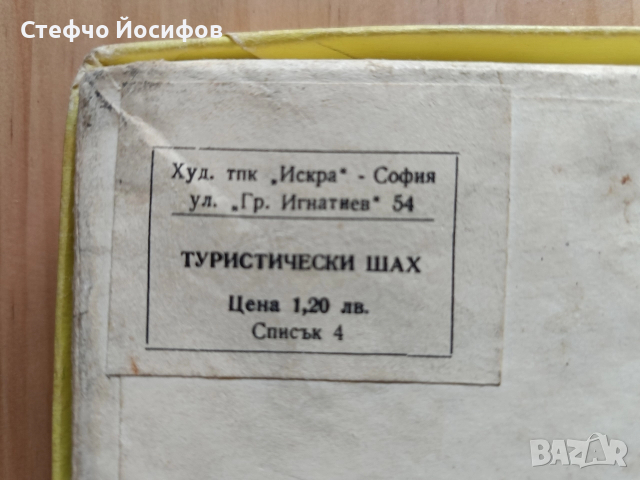 Стефчо Йосифов
Худ. тпк „Искра" - София
ул. „Гр. Игнатиев" 54
ТУРИСТИЧЕСКИ ШАХ
Цена 1,20 лв.
Списък 4
BAZAR